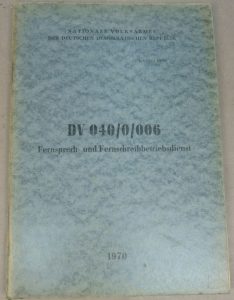 NATIONALE VOLKSARMEE
DER DEUTSCHEN DEMOKRATISCHEN REPUBLIK
DV 040/0/006
Fernsprech- und Fernschreibbetriebsdienst
1970